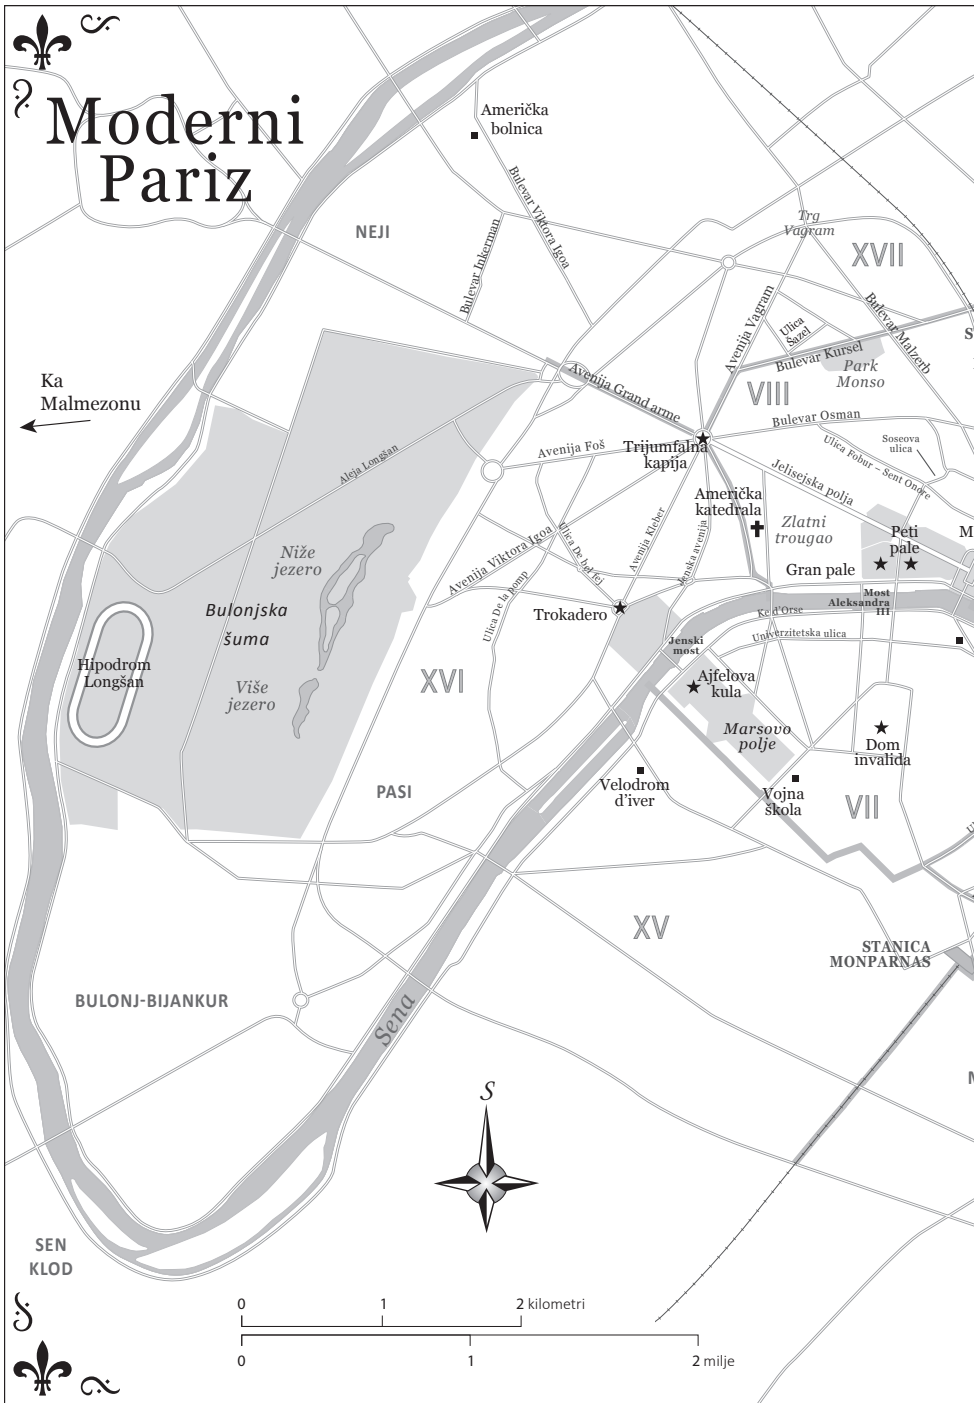 Moderni
Pariz
Američka
bolnica
Bulevar Viktora Igoa
Bulevar Inkerman
NEJI
Trg
Vagram
XVII
Avenija Vagram
Ulica
Šazel
Bulevar Malzerb
Bulevar Kursel
Park
Monso
VIII
S
Ka
Malmezonu
Avenija Grand arme
Bulevar Osman
Aleja Longšan
Avenija Foš
Trijumfalna
kapija
Ulica Fobur – Sent Onore
Soseova
ulica
Jelisejska polja
Američka
katedrala
Zlatni
trougao
Peti
pale
M
Gran pale
Niže
jezero
Avenija Viktora Igoa
Ulica De bel fej
Avenija Kleber
Jenska avenija
Ulica De la pomp
Bulonjska
šuma
Trokadero
Most
Aleksandra
III
Ke d'Orse
Univerzitetska ulica
Jenski
most
Hipodrom
Longšan
Više
jezero
XVI
Ajfelova
kula
Marsovo
polje
Dom
invalida
PASI
Velodrom
d'iver
Vojna
škola
VII
Ul
XV
STANICA
MONPARNAS
BULONJ-BIJANKUR
Sena
S
SEN
KLOD
0 1 2 kilometri
0 1 2 milje